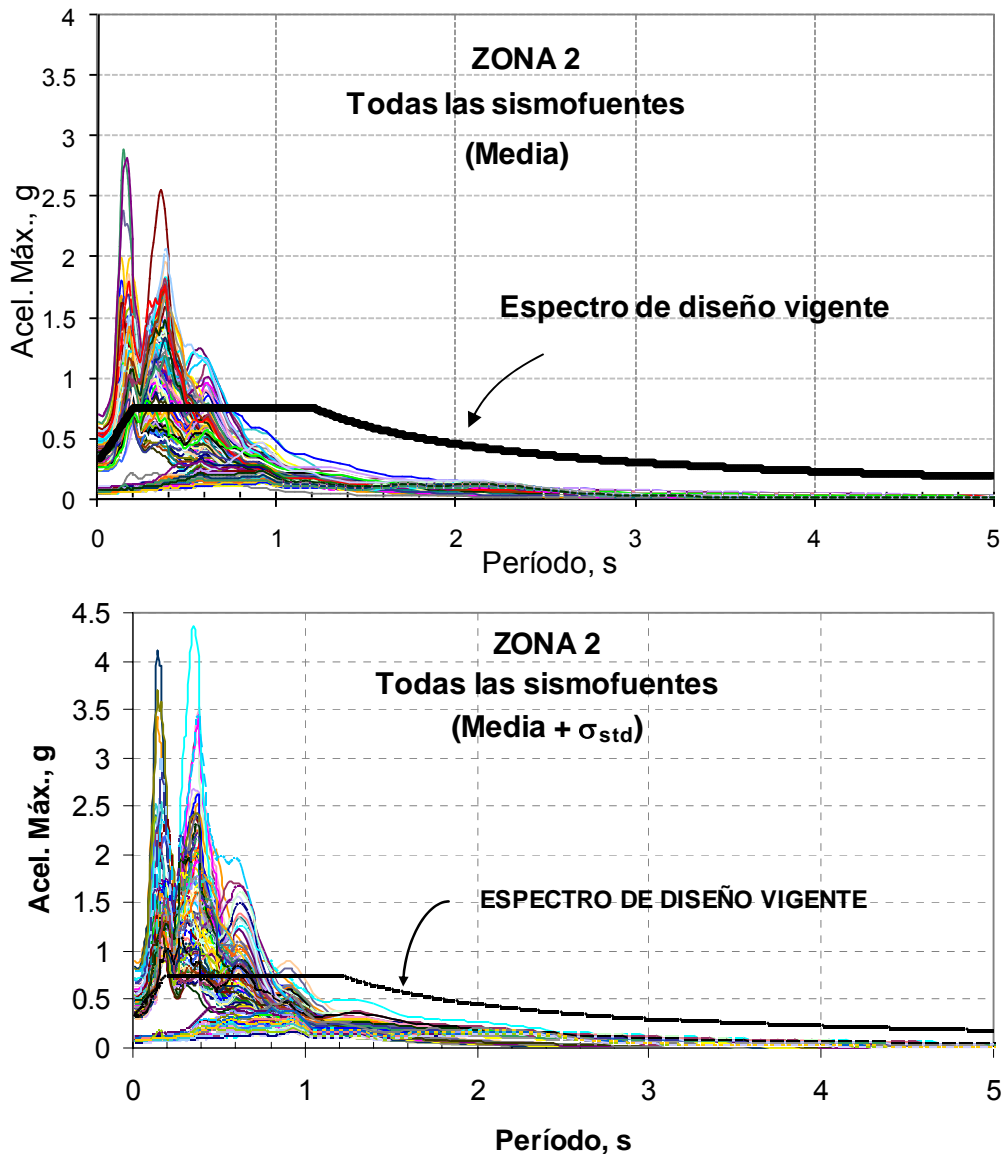 4
3.5
3
2.5
2
1.5
1
0.5
0
Acel. Máx., g
ZONA 2
Todas las sismofuentes
(Media)
Espectro de diseño vigente
0 1 2 3 4 5
Período, s
4.5
4
3.5
3
2.5
2
1.5
1
0.5
0
Acel. Máx., g
ZONA 2
Todas las sismofuentes
(Media + σstd)
ESPECTRO DE DISEÑO VIGENTE
0 1 2 3 4 5
Período, s